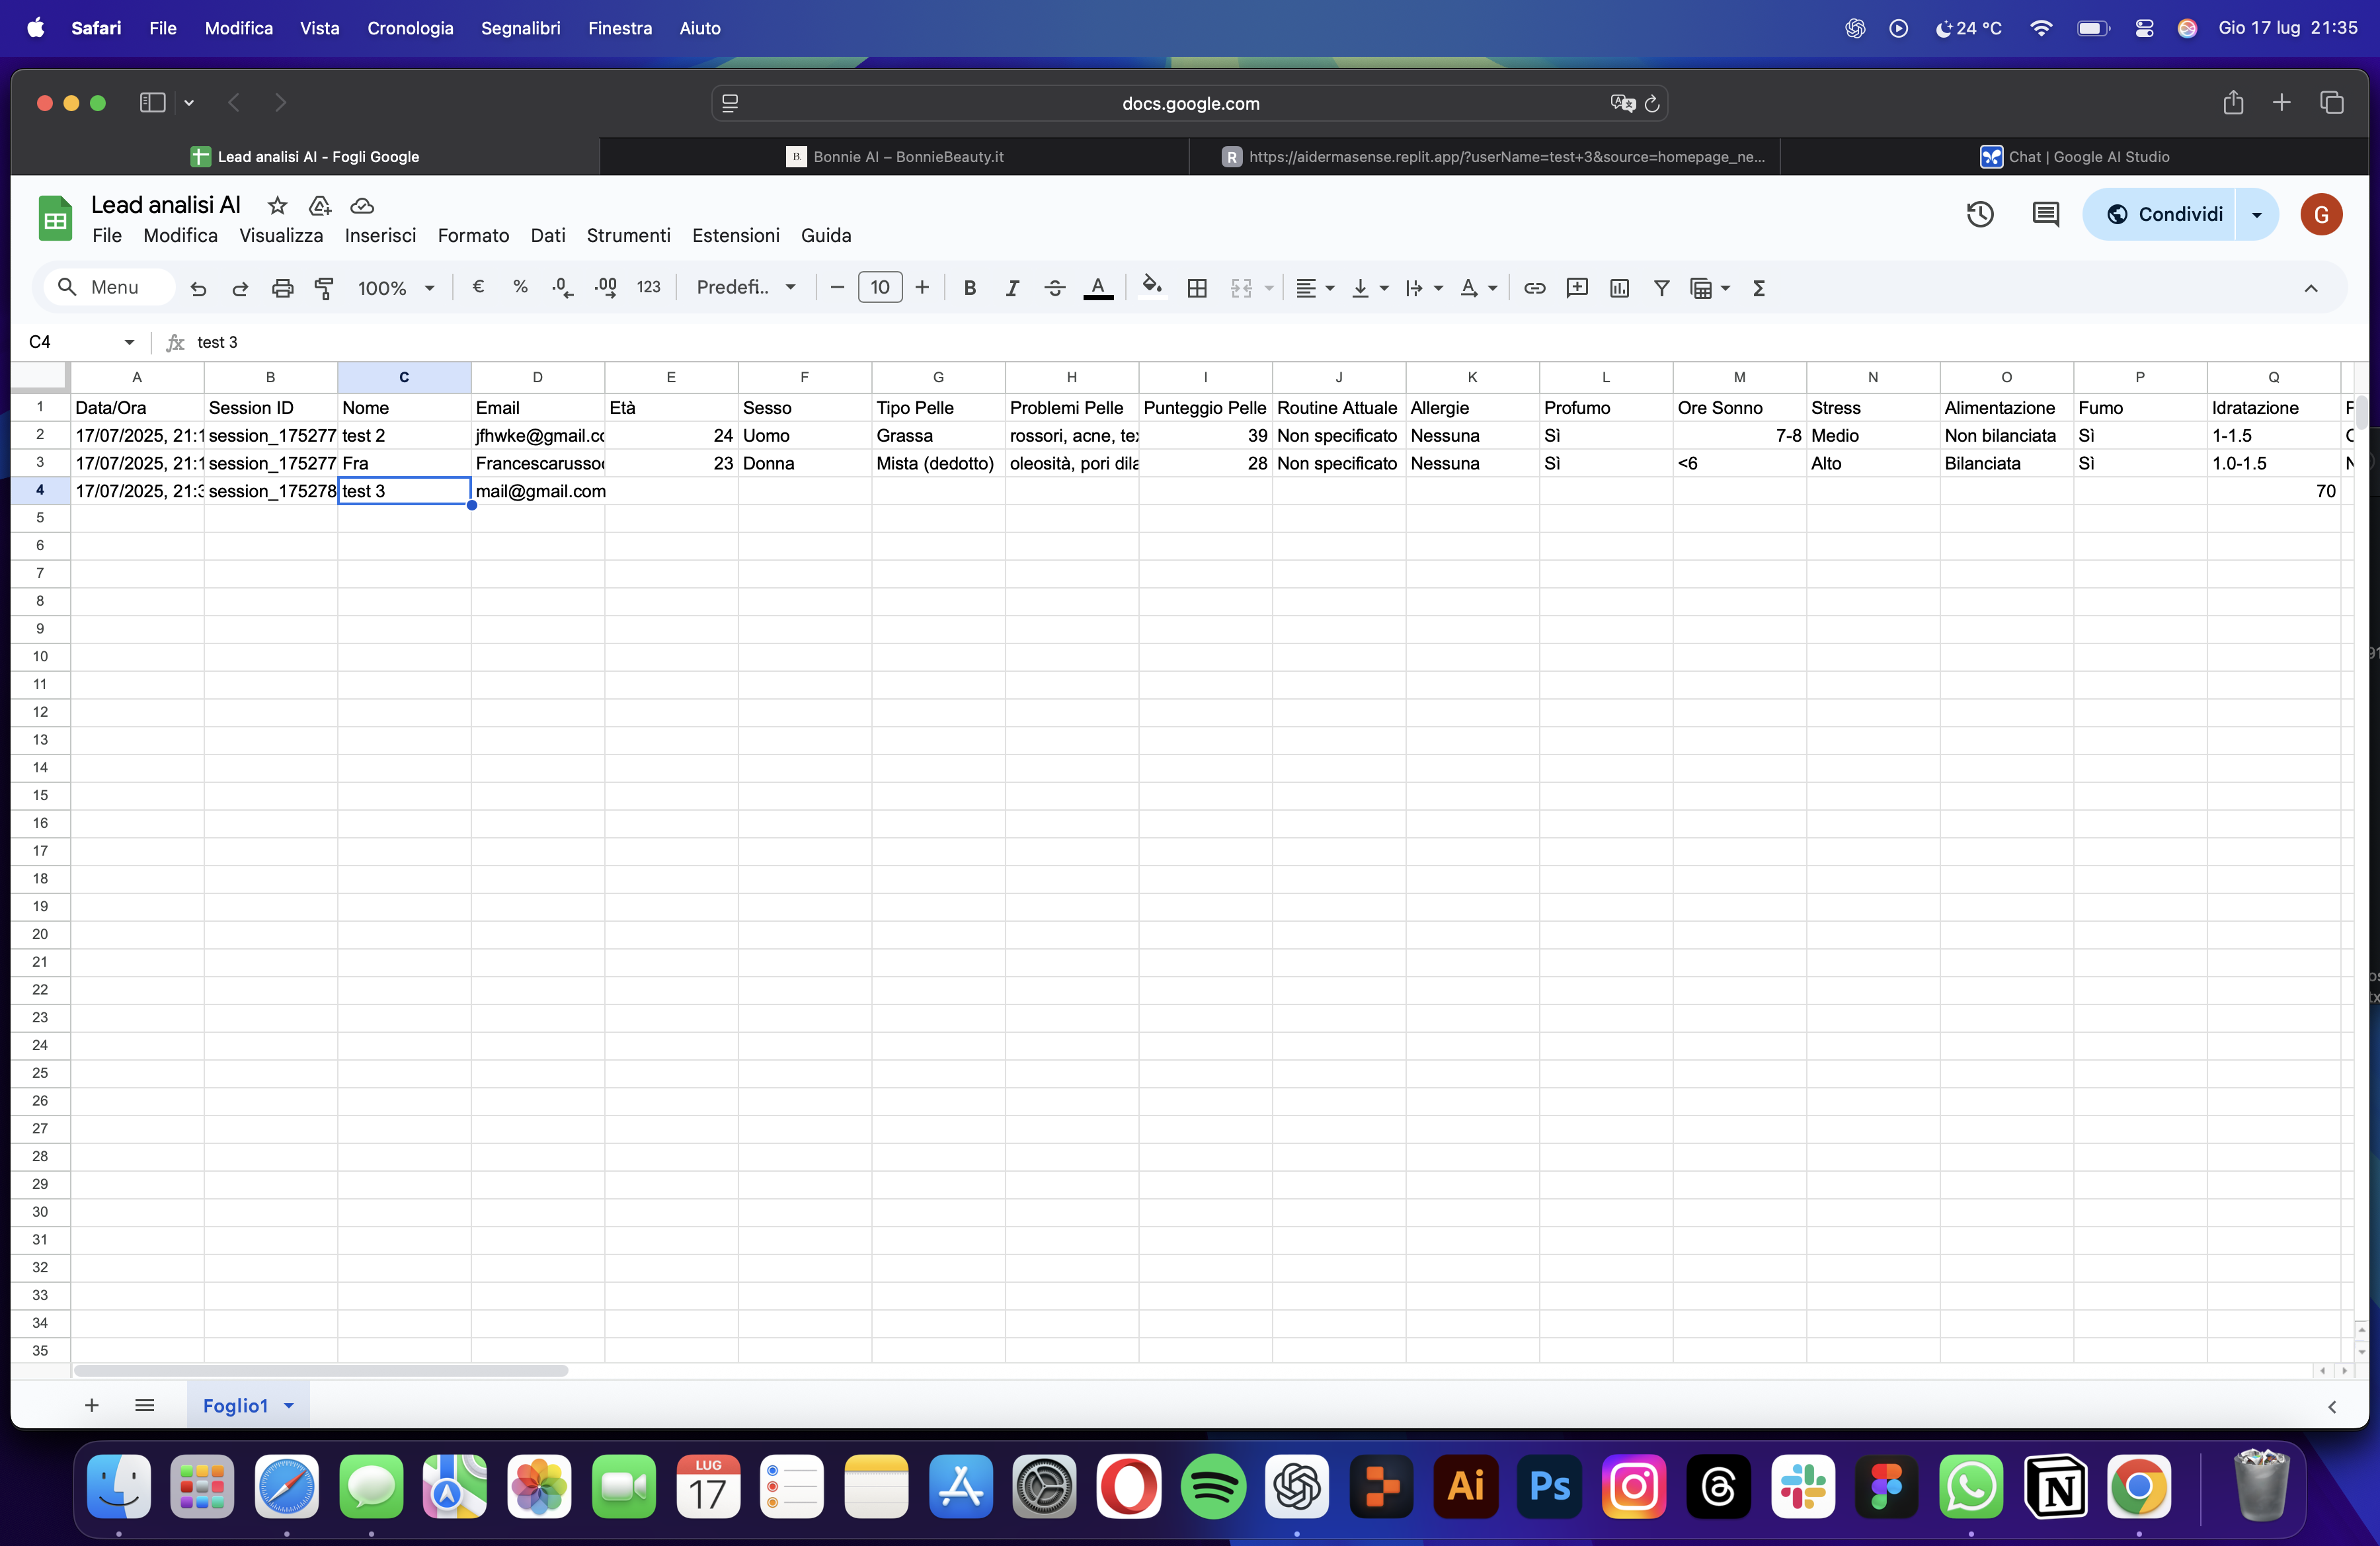 Safari File Modifica Vista Cronologia Segnalibri Finestra Aiuto 24 °C Gio 17 lug 21:35
docs.google.com
Lead analisi AI - Fogli Google B. Bonnie AI – BonnieBeauty.it R https://aidermasense.replit.app/?userName=test+3&source=homepage_ne... Chat | Google AI Studio
Lead analisi AI
File Modifica Visualizza Inserisci Formato Dati Strumenti Estensioni Guida Condividi G
Menu 100% € % .0 .00 123 Predefi... 10 B I S A Σ
C4 fx test 3
A B C D E F G H I J K L M N O P Q
1 Data/Ora Session ID Nome Email Età Sesso Tipo Pelle Problemi Pelle Punteggio Pelle Routine Attuale Allergie Profumo Ore Sonno Stress Alimentazione Fumo Idratazione
2 17/07/2025, 21:1 session_175277 test 2 jfhwke@gmail.co 24 Uomo Grassa rossori, acne, te 39 Non specificato Nessuna Sì 7-8 Medio Non bilanciata Sì 1-1.5
3 17/07/2025, 21:1 session_175277 Fra Francescarusso 23 Donna Mista (dedotto) oleosità, pori dila 28 Non specificato Nessuna Sì <6 Alto Bilanciata Sì 1.0-1.5
4 17/07/2025, 21:3 session_175278 test 3 mail@gmail.com 70
5
6
7
8
9
10
11
12
13
14
15
16
17
18
19
20
21
22
23
24
25
26
27
28
29
30
31
32
33
34
35
Foglio1
LUG
17 Ai Ps N